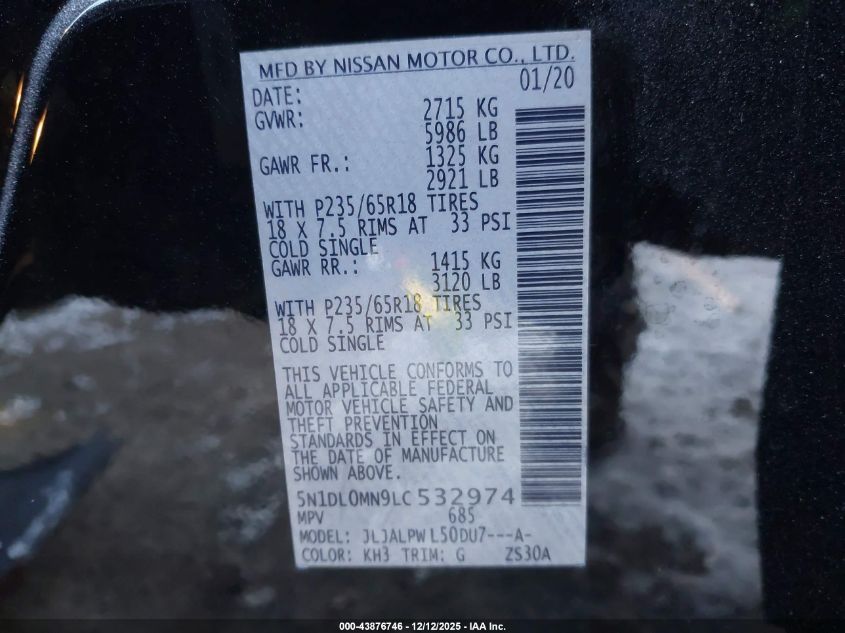 MFD BY NISSAN MOTOR CO., LTD.
DATE: 01/20
GVWR: 2715 KG
5986 LB
GAWR FR.: 1325 KG
2921 LB
WITH P235/65R18 TIRES
18 X 7.5 RIMS AT 33 PSI
COLD SINGLE
GAWR RR.: 1415 KG
3120 LB
WITH P235/65R18 TIRES
18 X 7.5 RIMS AT 33 PSI
COLD SINGLE
THIS VEHICLE CONFORMS TO
ALL APPLICABLE FEDERAL
MOTOR VEHICLE SAFETY AND
THEFT PREVENTION
STANDARDS IN EFFECT ON
THE DATE OF MANUFACTURE
SHOWN ABOVE.
5N1DL0MN9LC532974
MPV 685
MODEL: JLJALPWL50DU7---A-
COLOR: KH3 TRIM: G ZS30A
000-43876746 - 12/12/2025 - IAA Inc.